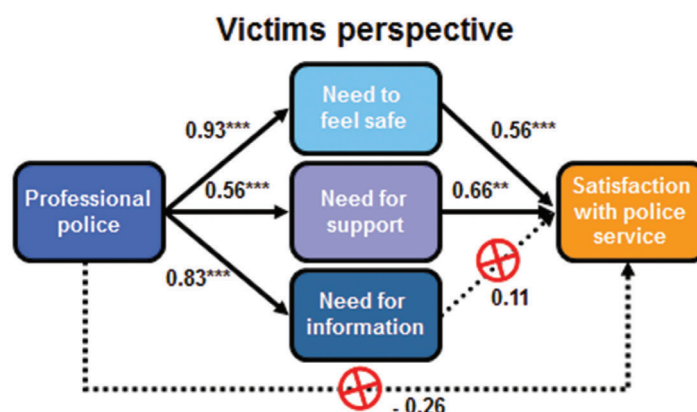 Victims perspective
Need to
feel safe
0.93***
0.56***
Professional
police
0.56***
Need for
support
0.66**
Satisfaction
with police
service
0.83***
Need for
information
0.11
- 0.26